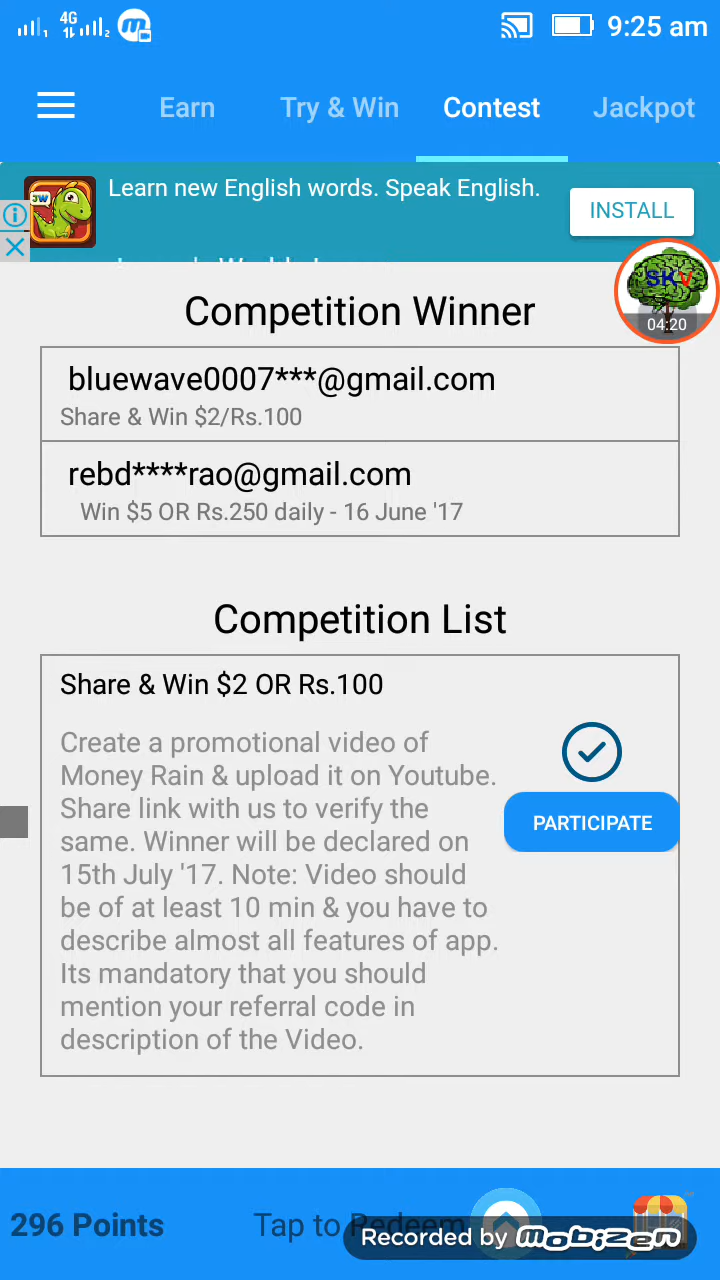 4G
1
2
9:25 am
Earn
Try & Win
Contest
Jackpot
JW
Learn new English words. Speak English.
INSTALL
SKV
04:20
Competition Winner
bluewave0007***@gmail.com
Share & Win $2/Rs.100
rebd****rao@gmail.com
Win $5 OR Rs.250 daily - 16 June '17
Competition List
Share & Win $2 OR Rs.100
Create a promotional video of
Money Rain & upload it on Youtube.
Share link with us to verify the
same. Winner will be declared on
15th July '17. Note: Video should
be of at least 10 min & you have to
describe almost all features of app.
Its mandatory that you should
mention your referral code in
description of the Video.
PARTICIPATE
296 Points
Tap to Redeem
Recorded by mobizen